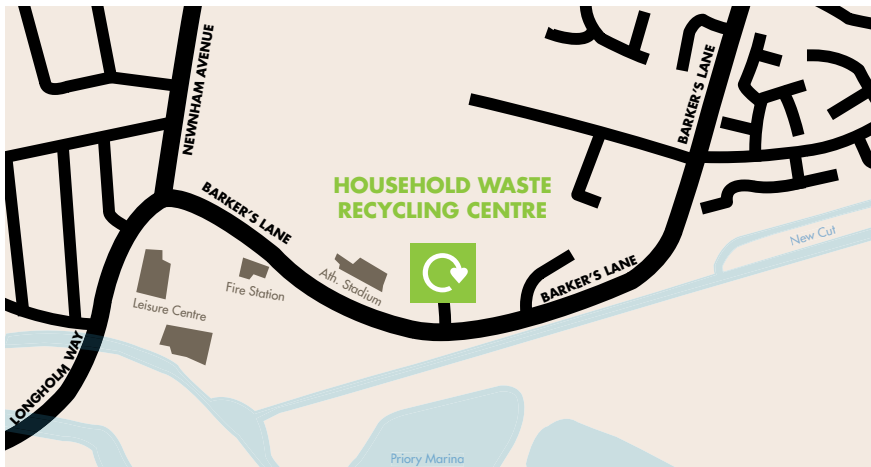 NEWNHAM AVENUE
BARKER'S LANE
HOUSEHOLD WASTE
RECYCLING CENTRE
BARKER'S LANE
New Cut
Ath. Stadium
Fire Station
BARKER'S LANE
Leisure Centre
LONGHOLM WAY
Priory Marina